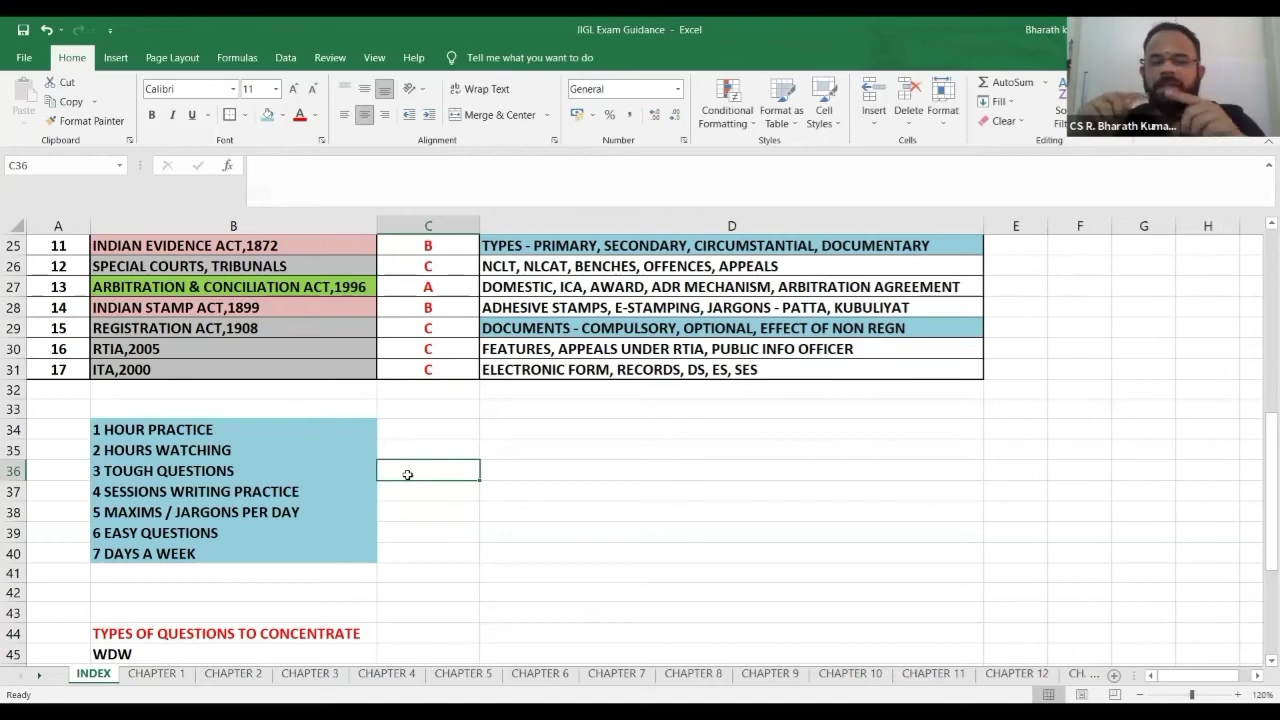 JIGL Exam Guidance - Excel
Bharath k
File Home Insert Page Layout Formulas Data Review View Help Tell me what you want to do
Paste
Cut
Copy
Format Painter
Clipboard
Calibri 11
B I U
Font
Wrap Text
Merge & Center
Alignment
General
Number
Conditional Formatting
Format as Table
Cell Styles
Styles
Insert
Delete
Format
Cells
AutoSum
Fill
Clear
Editing
CS R. Bharath Kuma...
C36
fx
A B C D E F G H
25 11 INDIAN EVIDENCE ACT,1872 B TYPES - PRIMARY, SECONDARY, CIRCUMSTANTIAL, DOCUMENTARY
26 12 SPECIAL COURTS, TRIBUNALS C NCLT, NLCAT, BENCHES, OFFENCES, APPEALS
27 13 ARBITRATION & CONCILIATION ACT,1996 A DOMESTIC, ICA, AWARD, ADR MECHANISM, ARBITRATION AGREEMENT
28 14 INDIAN STAMP ACT,1899 B ADHESIVE STAMPS, E-STAMPING, JARGONS - PATTA, KUBULIYAT
29 15 REGISTRATION ACT,1908 C DOCUMENTS - COMPULSORY, OPTIONAL, EFFECT OF NON REGN
30 16 RTIA,2005 C FEATURES, APPEALS UNDER RTIA, PUBLIC INFO OFFICER
31 17 ITA,2000 C ELECTRONIC FORM, RECORDS, DS, ES, SES
32
33
34 1 HOUR PRACTICE
35 2 HOURS WATCHING
36 3 TOUGH QUESTIONS
37 4 SESSIONS WRITING PRACTICE
38 5 MAXIMS / JARGONS PER DAY
39 6 EASY QUESTIONS
40 7 DAYS A WEEK
41
42
43
44 TYPES OF QUESTIONS TO CONCENTRATE
45 WDW
INDEX CHAPTER 1 CHAPTER 2 CHAPTER 3 CHAPTER 4 CHAPTER 5 CHAPTER 6 CHAPTER 7 CHAPTER 8 CHAPTER 9 CHAPTER 10 CHAPTER 11 CHAPTER 12 CH. ...
Ready
120%